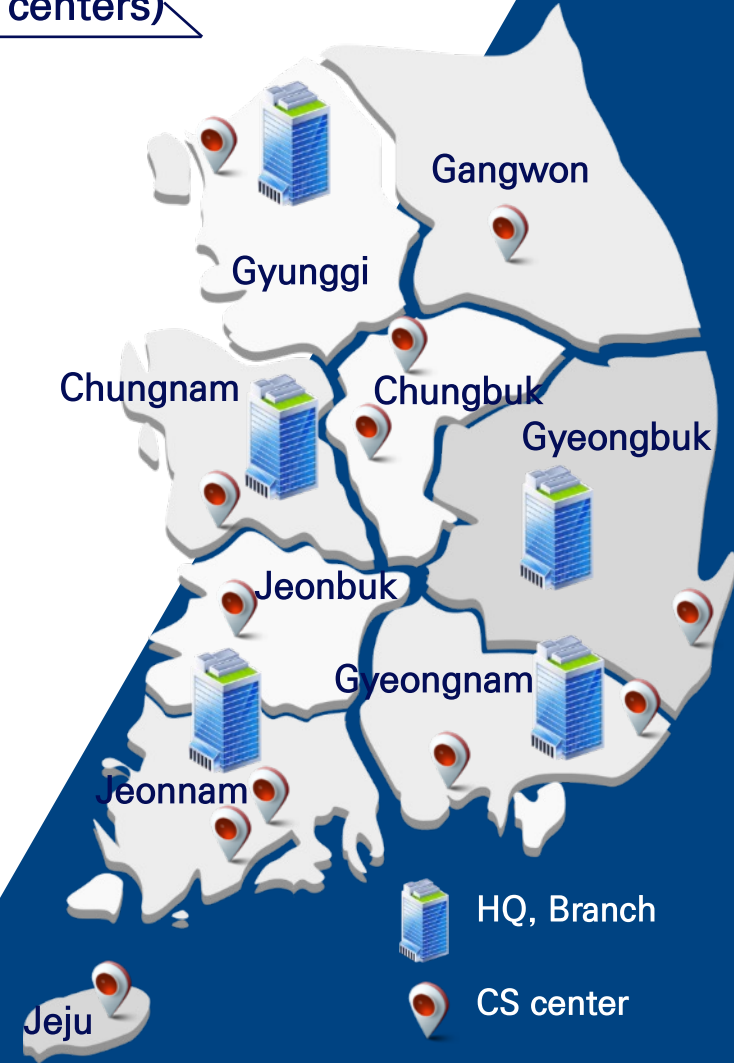 centers)
Gangwon
Gyunggi
Chungnam
Chungbuk
Gyeongbuk
Jeonbuk
Gyeongnam
Jeonnam
HQ, Branch
CS center
Jeju